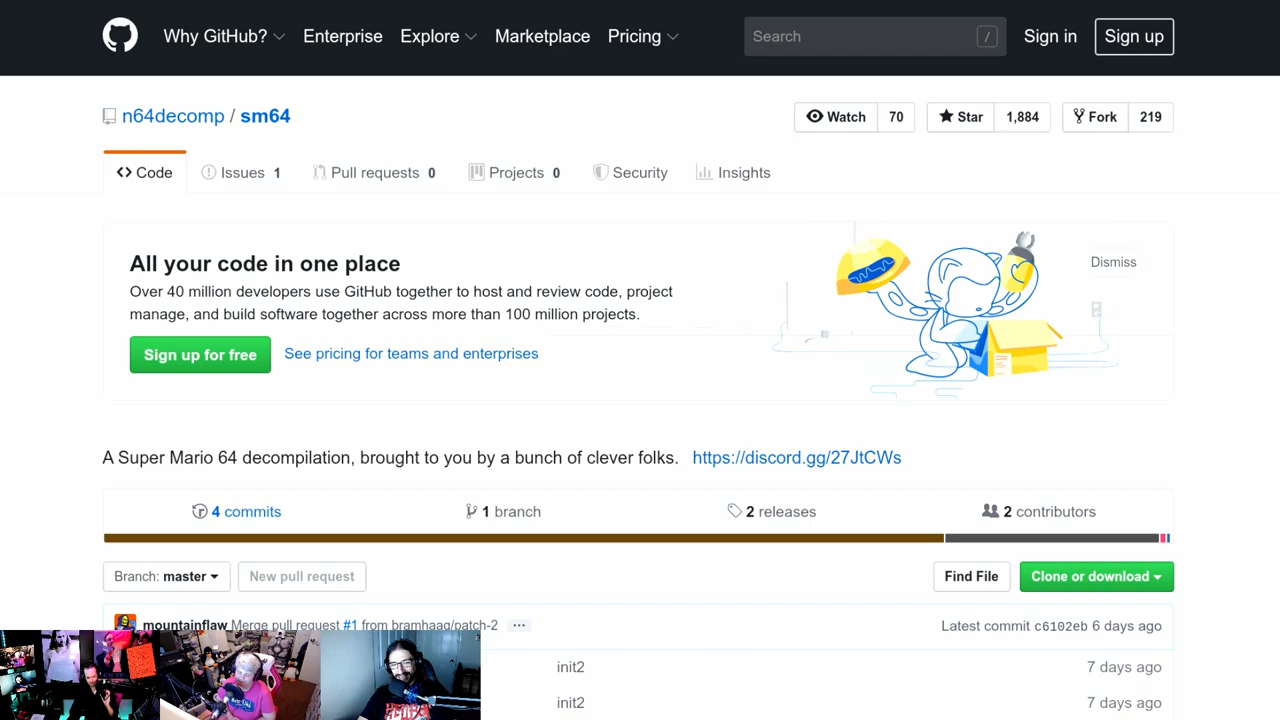 Why GitHub? Enterprise Explore Marketplace Pricing Search / Sign in Sign up
n64decomp / sm64 Watch 70 Star 1,884 Fork 219
Code Issues 1 Pull requests 0 Projects 0 Security Insights
All your code in one place
Dismiss
Over 40 million developers use GitHub together to host and review code, project
manage, and build software together across more than 100 million projects.
Sign up for free See pricing for teams and enterprises
A Super Mario 64 decompilation, brought to you by a bunch of clever folks. https://discord.gg/27JtCWs
4 commits 1 branch 2 releases 2 contributors
Branch: master New pull request Find File Clone or download
mountainflaw Merge pull request #1 from bramhaag/patch-2 ... Latest commit c6102eb 6 days ago
init2 7 days ago
init2 7 days ago